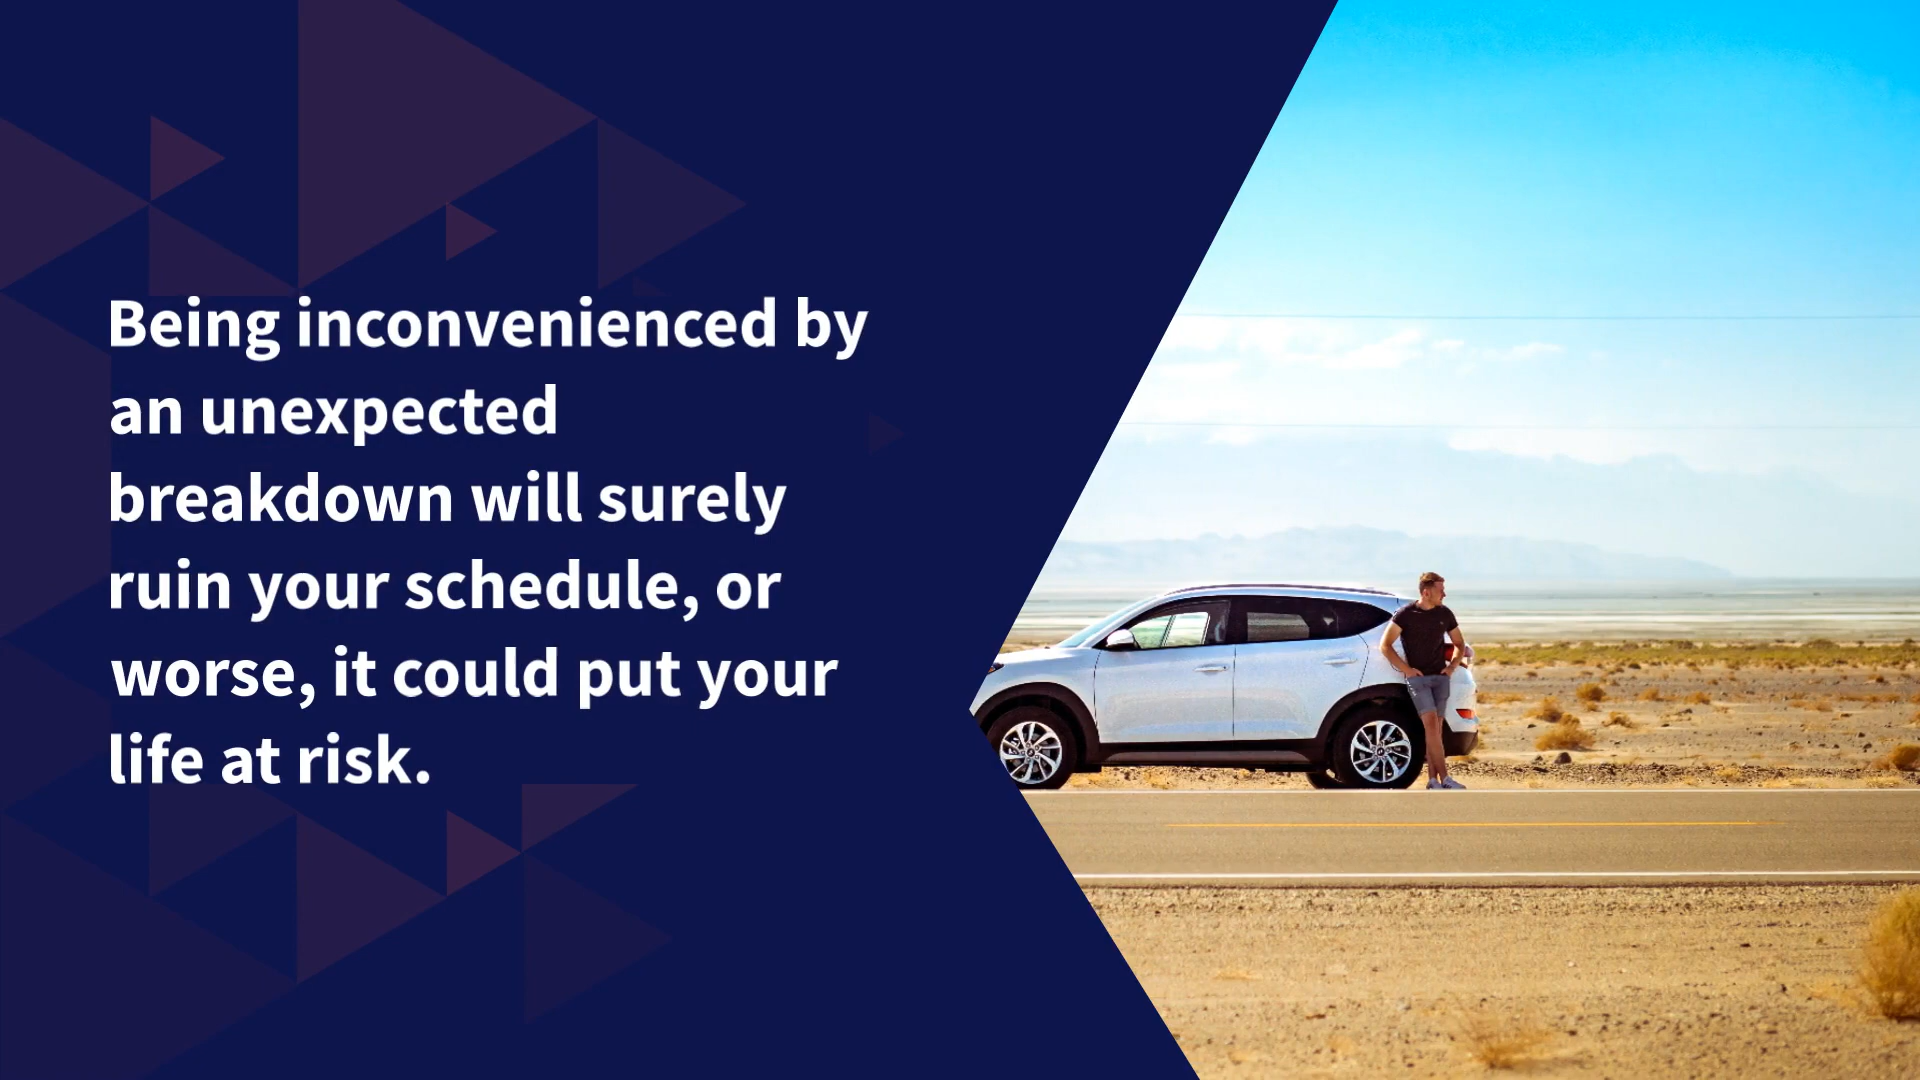 Being inconvenienced by
an unexpected
breakdown will surely
ruin your schedule, or
worse, it could put your
life at risk.